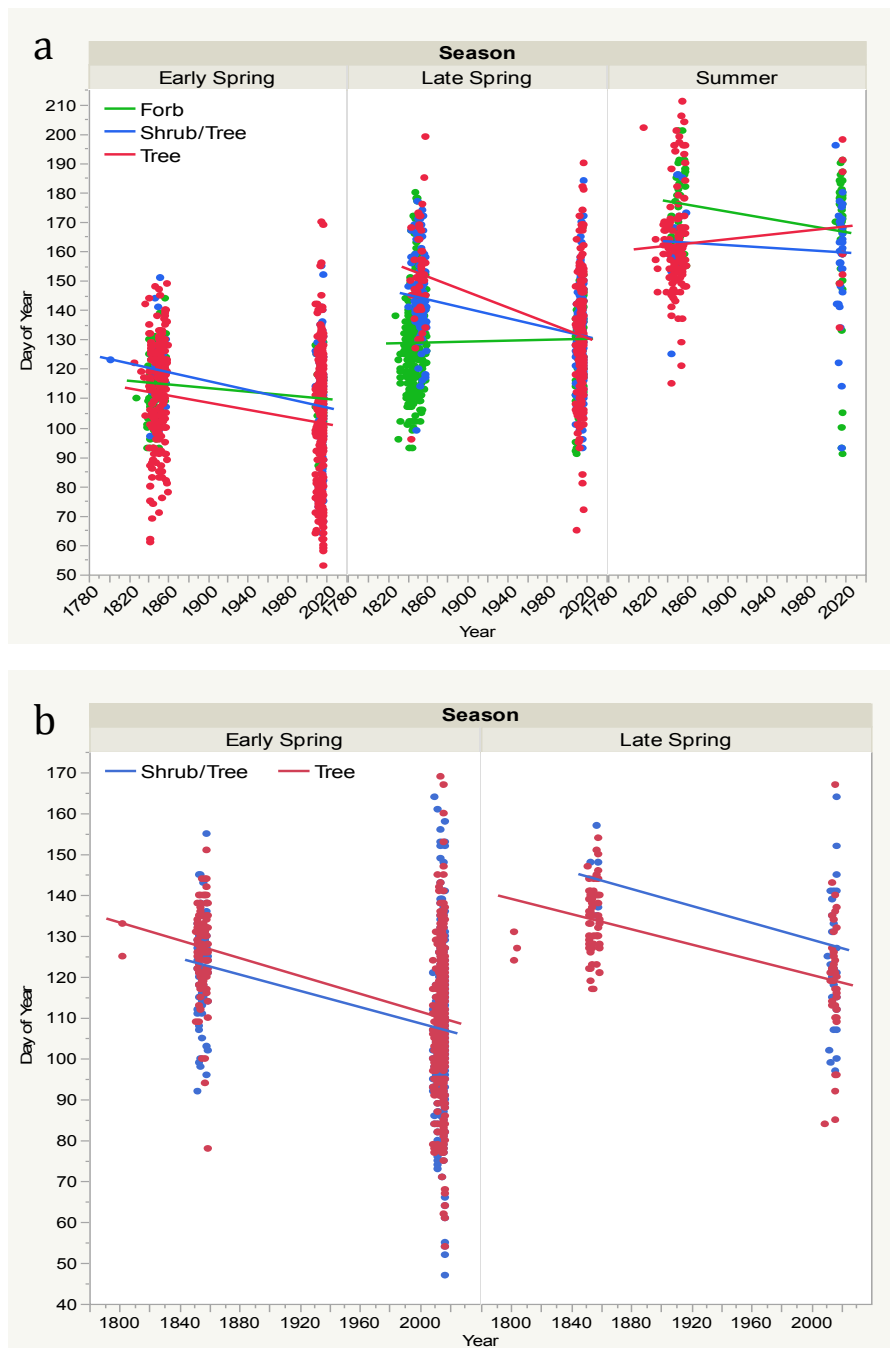 a
Season
Early Spring Late Spring Summer
Forb
Shrub/Tree
Tree
210
200
190
180
170
160
150
140
130
120
110
100
90
80
70
60
50
Day of Year
1780 1820 1860 1900 1940 1980 2020 1780 1820 1860 1900 1940 1980 2020 1780 1820 1860 1900 1940 1980 2020
Year
b
Season
Early Spring Late Spring
Shrub/Tree Tree
170
160
150
140
130
120
110
100
90
80
70
60
50
40
Day of Year
1800 1840 1880 1920 1960 2000 1800 1840 1880 1920 1960 2000
Year